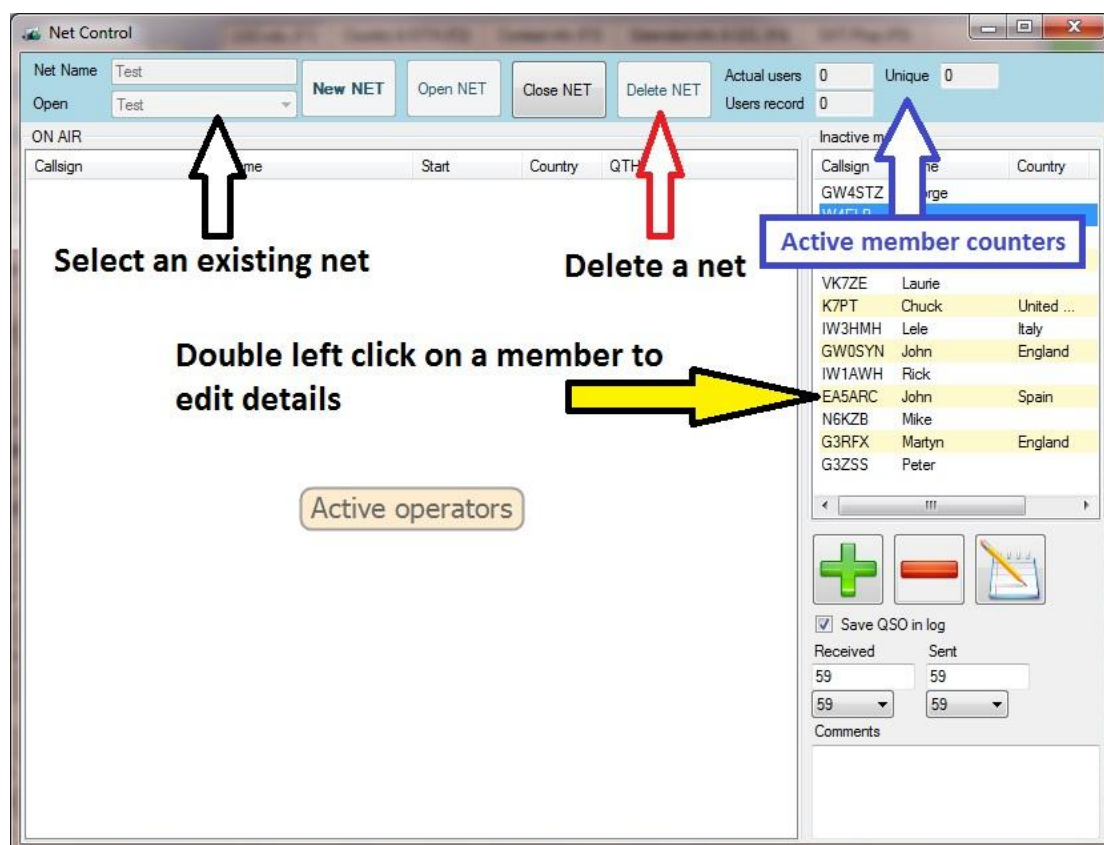 Net Control
Net Name Test
New NET
Open NET
Close NET
Delete NET
Actual users 0 Unique 0
Open Test
Users record 0
ON AIR
Callsign Start Country QTH
Inactive
Callsign Country
GW4STZ
Select an existing net
Delete a net
Active member counters
VK7ZE Laurie
K7PT Chuck United ...
IW3HMH Lele Italy
GW0SYN John England
IW1AWH Rick
EA5ARC John Spain
N6KZB Mike
G3RFX Martyn England
G3ZSS Peter
Double left click on a member to
edit details
Active operators
Save QSO in log
Received Sent
59 59
59 59
Comments